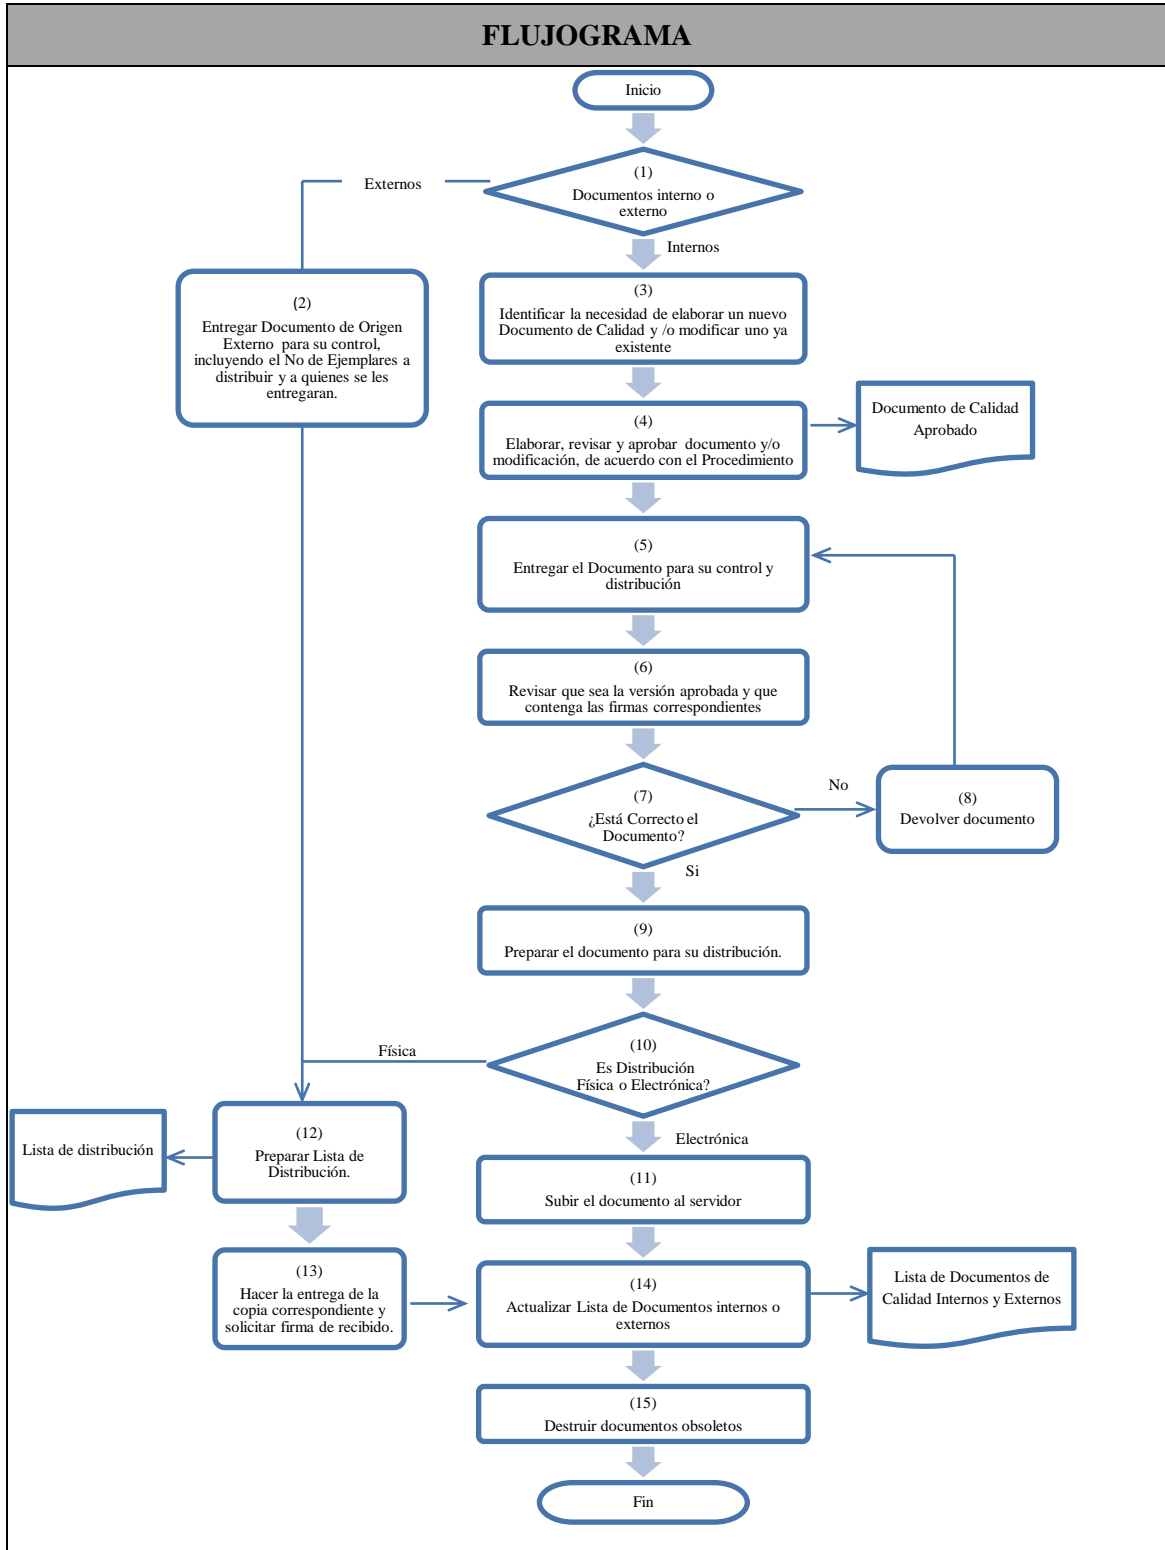 FLUJOGRAMA
Inicio
(1)
Documentos interno o
externo
Externos
Internos
(2)
Entregar Documento de Origen
Externo para su control,
incluyendo el No de Ejemplares a
distribuir y a quienes se les
entregaran.
(3)
Identificar la necesidad de elaborar un nuevo
Documento de Calidad y /o modificar uno ya
existente
(4)
Elaborar, revisar y aprobar documento y/o
modificación, de acuerdo con el Procedimiento
Documento de Calidad
Aprobado
(5)
Entregar el Documento para su control y
distribución
(6)
Revisar que sea la versión aprobada y que
contenga las firmas correspondientes
(7)
¿Está Correcto el
Documento?
No
(8)
Devolver documento
Si
(9)
Preparar el documento para su distribución.
(10)
Es Distribución
Física o Electrónica?
Física
Electrónica
(12)
Preparar Lista de
Distribución.
Lista de distribución
(11)
Subir el documento al servidor
(13)
Hacer la entrega de la
copia correspondiente y
solicitar firma de recibido.
(14)
Actualizar Lista de Documentos internos o
externos
Lista de Documentos de
Calidad Internos y Externos
(15)
Destruir documentos obsoletos
Fin